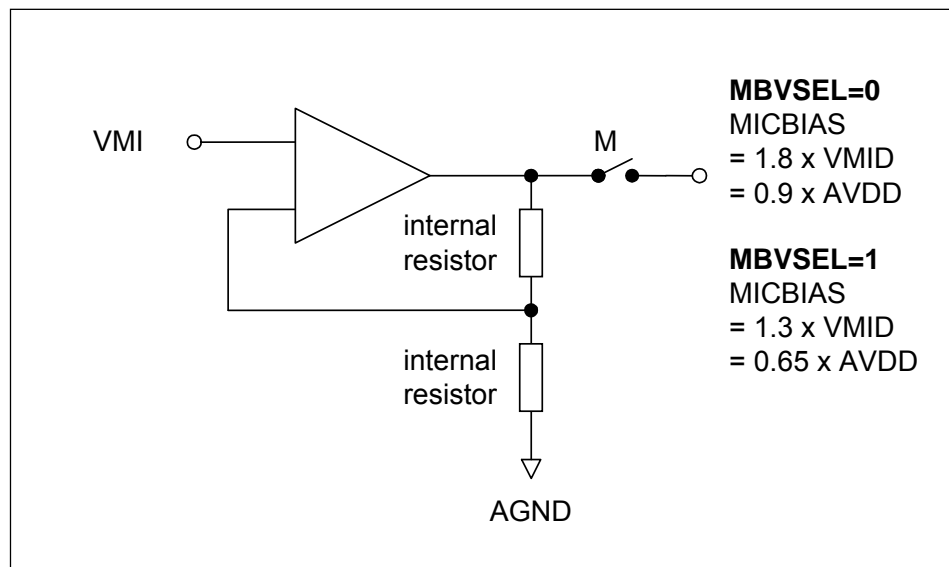 VMI
M
internal
resistor
internal
resistor
AGND
MBVSEL=0
MICBIAS
= 1.8 x VMID
= 0.9 x AVDD
MBVSEL=1
MICBIAS
= 1.3 x VMID
= 0.65 x AVDD